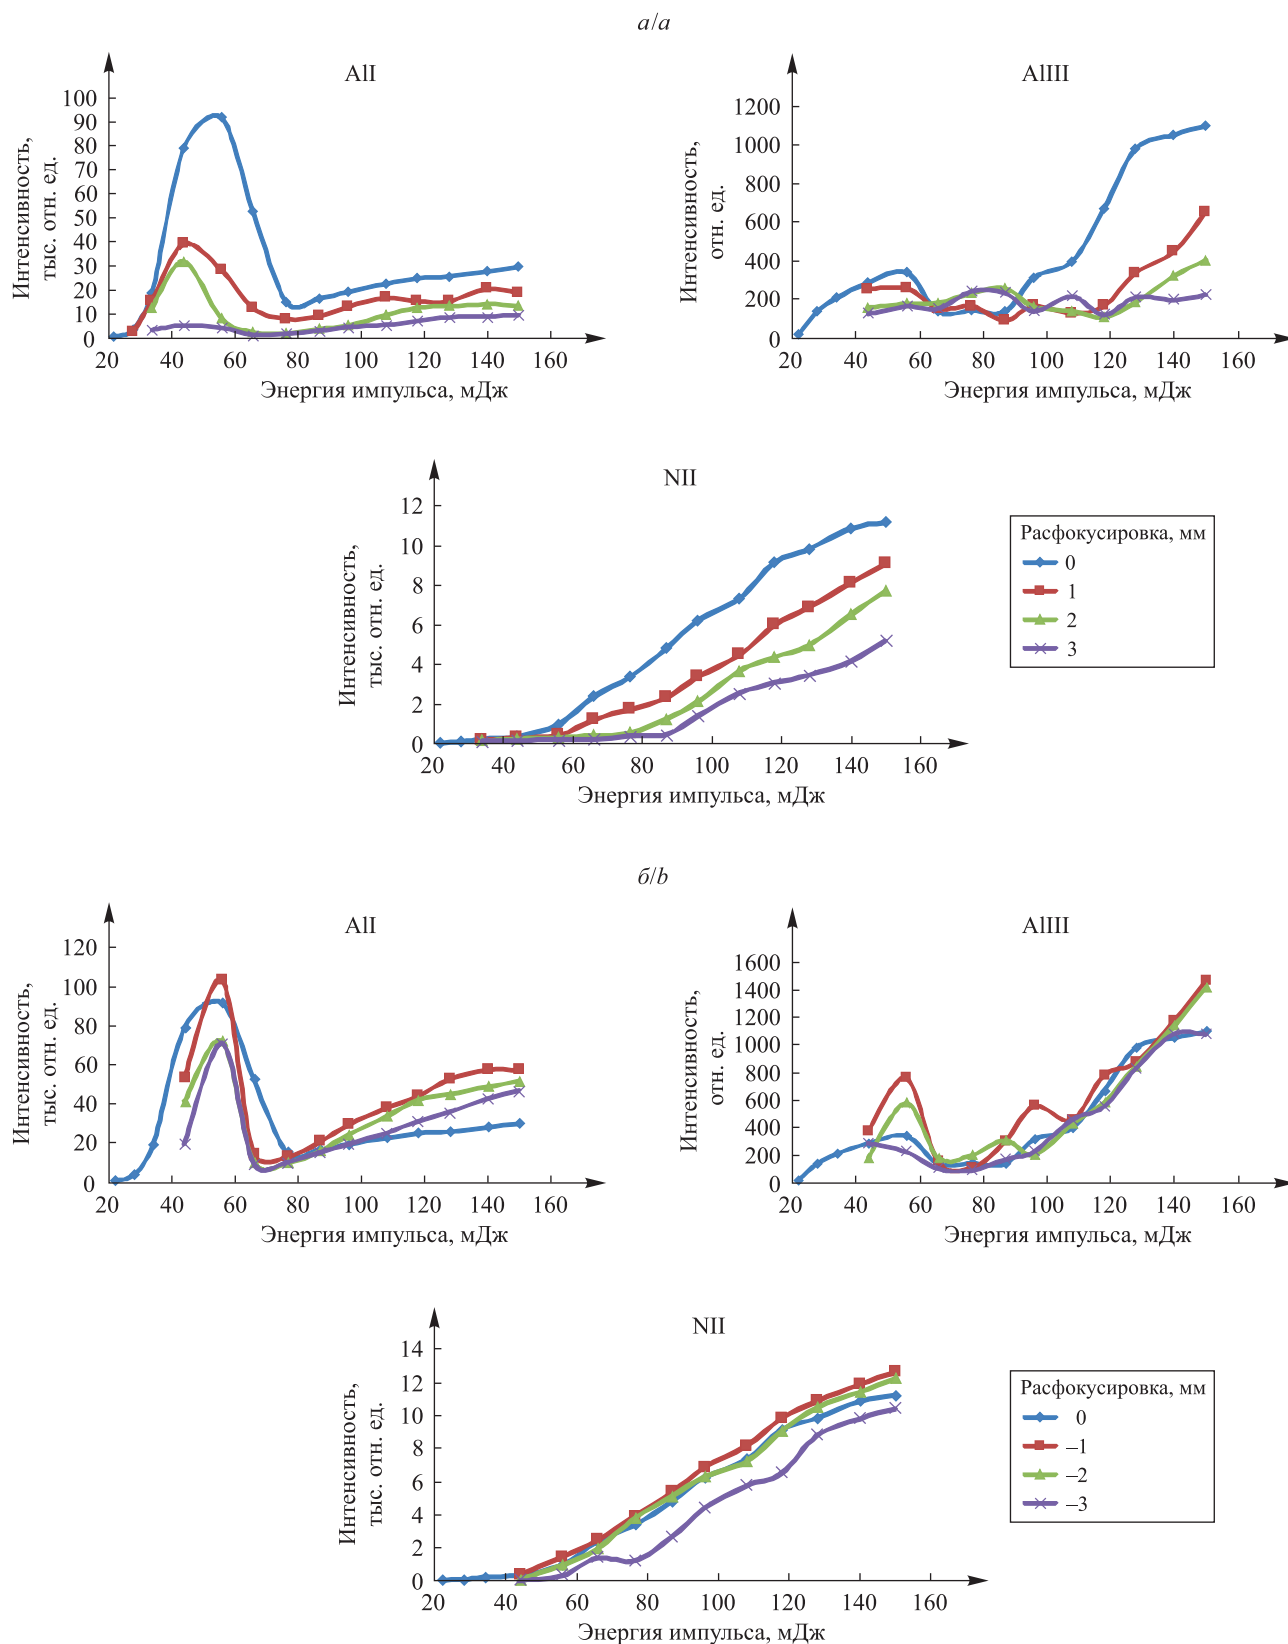 а/a
AlI
Интенсивность,
тыс. отн. ед.
100
90
80
70
60
50
40
30
20
10
0
20 40 60 80 100 120 140 160
Энергия импульса, мДж
AlIII
Интенсивность,
отн. ед.
1200
1000
800
600
400
200
0
20 40 60 80 100 120 140 160
Энергия импульса, мДж
NII
Интенсивность,
тыс. отн. ед.
12
10
8
6
4
2
0
20 40 60 80 100 120 140 160
Энергия импульса, мДж
Расфокусировка, мм
0
1
2
3
б/b
AlI
Интенсивность,
тыс. отн. ед.
120
100
80
60
40
20
0
20 40 60 80 100 120 140 160
Энергия импульса, мДж
AlIII
Интенсивность,
отн. ед.
1600
1400
1200
1000
800
600
400
200
0
20 40 60 80 100 120 140 160
Энергия импульса, мДж
NII
Интенсивность,
тыс. отн. ед.
14
12
10
8
6
4
2
0
20 40 60 80 100 120 140 160
Энергия импульса, мДж
Расфокусировка, мм
0
–1
–2
–3